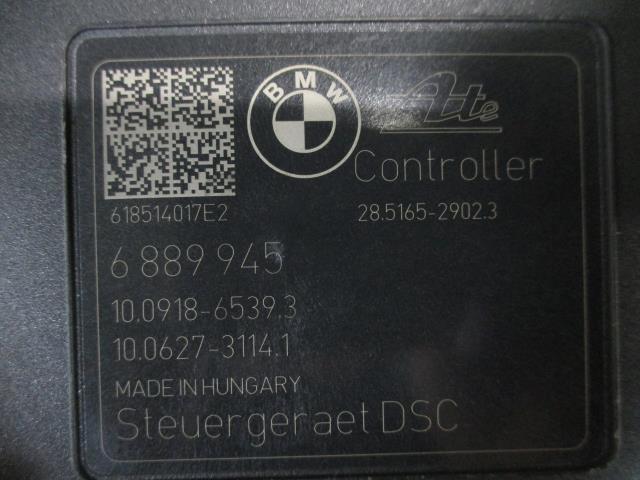 BMW
Ate
Controller
618514017E2
28.5165-2902.3
6 889 945
10.0918-6539.3
10.0627-3114.1
MADE IN HUNGARY
Steuergeraet DSC